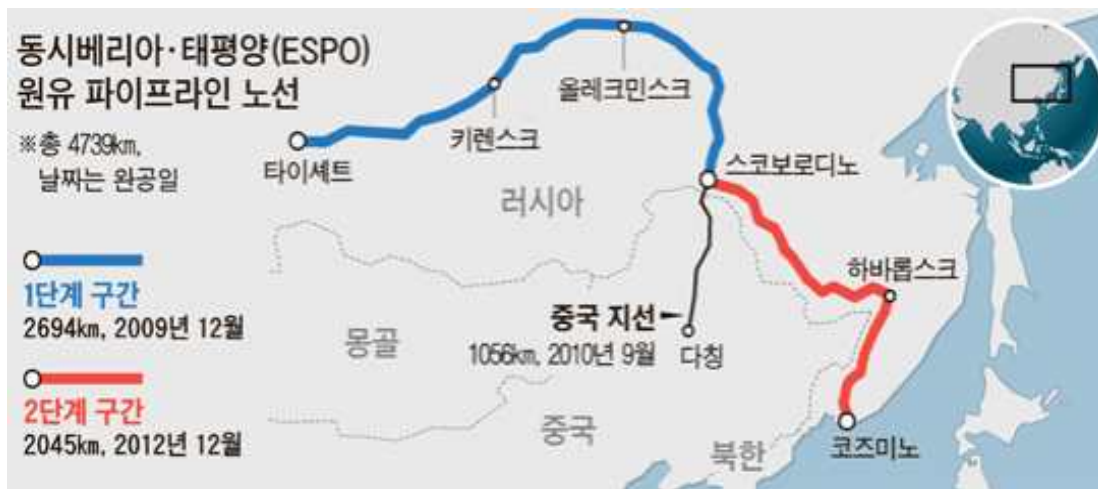 동시베리아·태평양(ESPO)
원유 파이프라인 노선
※총 4739km,
날짜는 완공일
타이셰트
키렌스크
올레크민스크
스코보로디노
러시아
하바롭스크
1단계 구간
2694km, 2009년 12월
몽골
중국 지선
1056km, 2010년 9월
다칭
2단계 구간
2045km, 2012년 12월
중국
북한
코즈미노